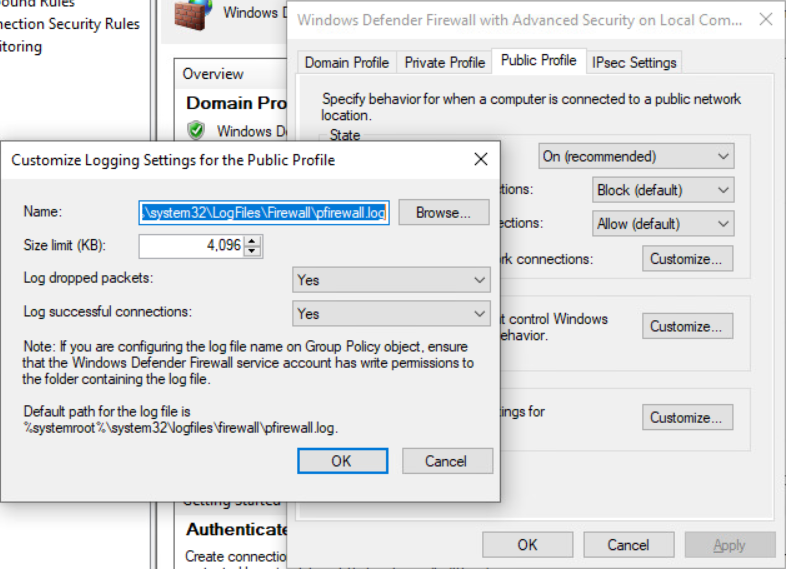 ound Rules
nnection Security Rules
itoring
Windows D
Overview
Domain Pro
Windows De
Windows Defender Firewall with Advanced Security on Local Com...
Domain Profile
Private Profile
Public Profile
IPsec Settings
Specify behavior for when a computer is connected to a public network
location.
State
On (recommended)
tions:
Block (default)
ections:
Allow (default)
rk connections:
Customize...
t control Windows
ehavior.
Customize...
ings for
Customize...
OK
Cancel
Apply
Customize Logging Settings for the Public Profile
Name:
.\system32\LogFiles\Firewall\pfirewall.log
Browse...
Size limit (KB):
4,096
Log dropped packets:
Yes
Log successful connections:
Yes
Note: If you are configuring the log file name on Group Policy object, ensure
that the Windows Defender Firewall service account has write permissions to
the folder containing the log file.
Default path for the log file is
%systemroot%\system32\logfiles\firewall\pfirewall.log.
OK
Cancel
Getting Started
Authenticate
Create connectio